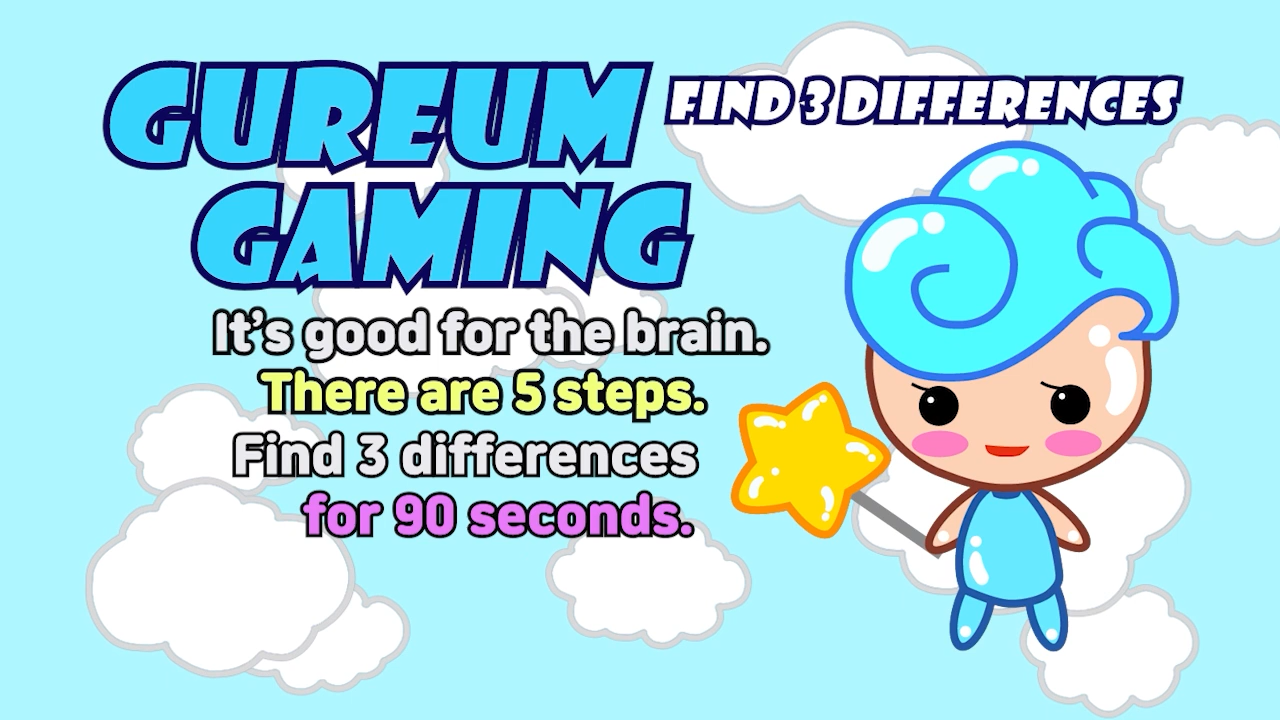 GUREUM
GAMING
FIND 3 DIFFERENCES
It's good for the brain.
There are 5 steps.
Find 3 differences
for 90 seconds.